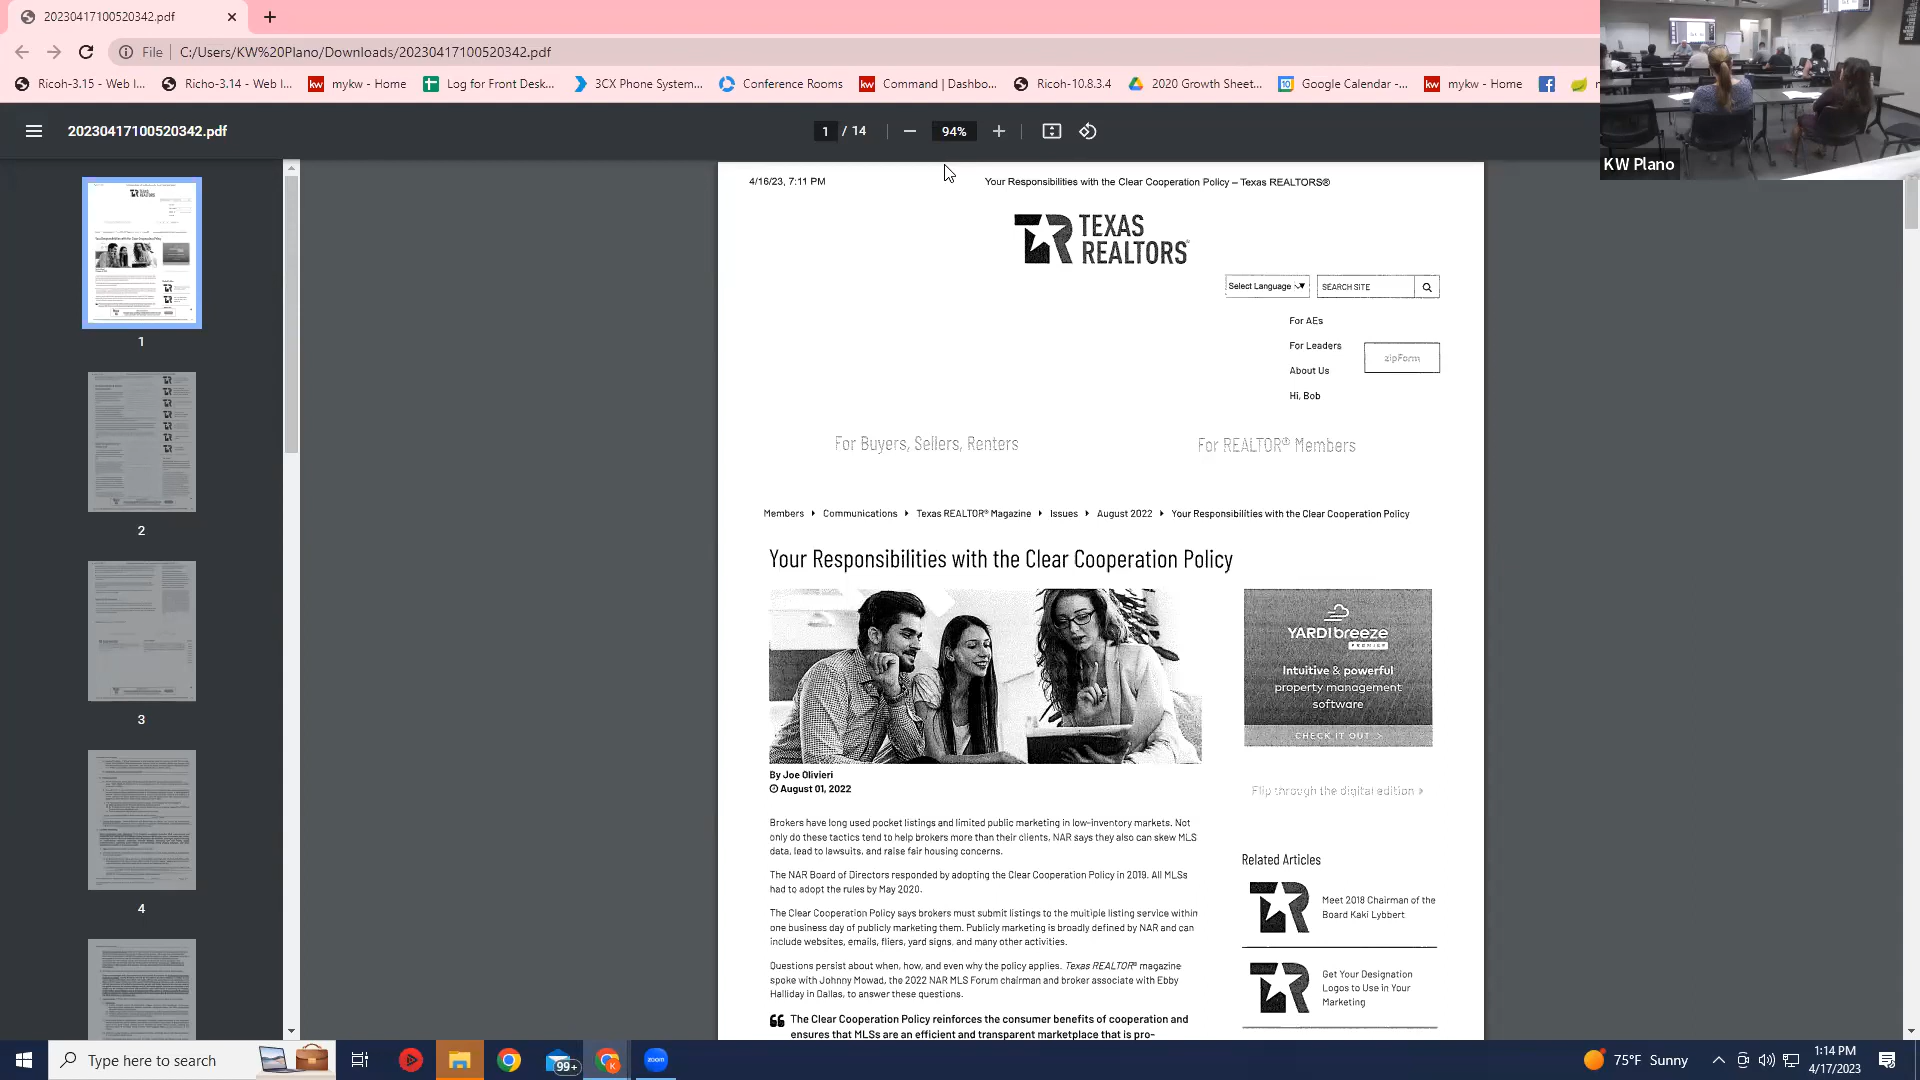 20230417100520342.pdf
File
C:/Users/KW%20Plano/Downloads/20230417100520342.pdf
Ricoh-3.15 - Web I...
Richo-3.14 - Web I...
kw mykw - Home
Log for Front Desk...
3CX Phone System...
Conference Rooms
kw Command | Dashbo...
Ricoh-10.8.3.4
2020 Growth Sheet...
Google Calendar -...
kw mykw - Home
KW Plano
20230417100520342.pdf
1 / 14
94%
1
2
3
4
4/16/23, 7:11 PM
Your Responsibilities with the Clear Cooperation Policy – Texas REALTORS®
TEXAS
REALTORS
Select Language
SEARCH SITE
For AEs
For Leaders
zipForm
About Us
Hi, Bob
For Buyers, Sellers, Renters
For REALTOR® Members
Members
Communications
Texas REALTOR® Magazine
Issues
August 2022
Your Responsibilities with the Clear Cooperation Policy
Your Responsibilities with the Clear Cooperation Policy
YARDI breeze
PREMIER
Intuitive & powerful
property management
software
CHECK IT OUT >
By Joe Olivieri
August 01, 2022
Flip through the digital edition »
Brokers have long used pocket listings and limited public marketing in low-inventory markets. Not
only do these tactics tend to help brokers more than their clients, NAR says they also can skew MLS
data, lead to lawsuits, and raise fair housing concerns.
The NAR Board of Directors responded by adopting the Clear Cooperation Policy in 2019. All MLSs
had to adopt the rules by May 2020.
The Clear Cooperation Policy says brokers must submit listings to the multiple listing service within
one business day of publicly marketing them. Publicly marketing is broadly defined by NAR and can
include websites, emails, fliers, yard signs, and many other activities.
Questions persist about when, how, and even why the policy applies. Texas REALTOR® magazine
spoke with Johnny Mowad, the 2022 NAR MLS Forum chairman and broker associate with Ebby
Halliday in Dallas, to answer these questions.
The Clear Cooperation Policy reinforces the consumer benefits of cooperation and
ensures that MLSs are an efficient and transparent marketplace that is pro-
Related Articles
Meet 2018 Chairman of the
Board Kaki Lybbert
Get Your Designation
Logos to Use in Your
Marketing
Type here to search
99+
zoom
75°F Sunny
1:14 PM
4/17/2023